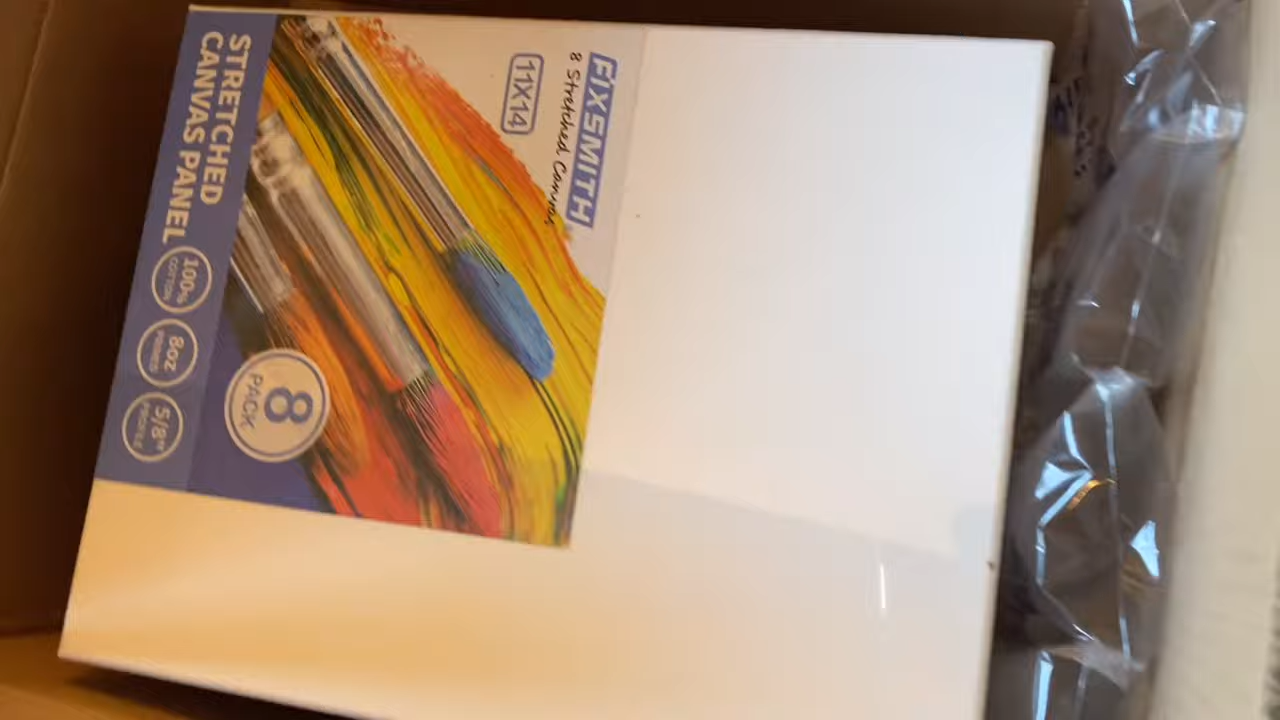 FIXSMITH
8 Stretched Canvas
11X14
8
PACK
STRETCHED
CANVAS PANEL
100%
COTTON
8oz
PRIMED
5/8"
PROFILE